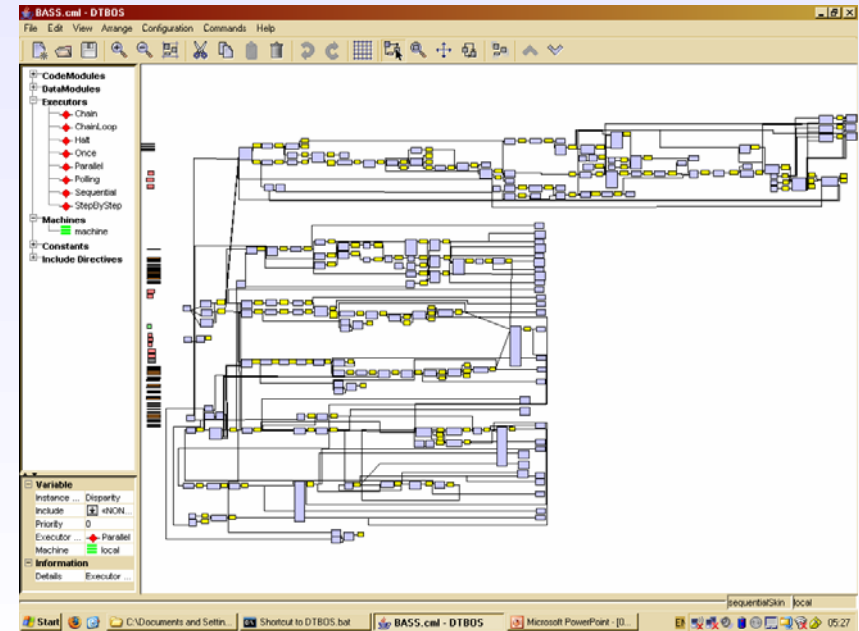 BASS.cml - DTBOS
File Edit View Arrange Configuration Commands Help
CodeModules
DataModules
Executors
Chain
ChainLoop
Halt
Once
Parallel
Polling
Sequential
StepByStep
Machines
machine
Constants
Include Directives
Variable
Instance ... Disparity
Include <NON...
Priority 0
Executor ... Parallel
Machine local
Information
Details Executor ...
sequentialSkin local
Start C:\Documents and Settin... Shortcut to DTBOS.bat BASS.cml - DTBOS Microsoft PowerPoint - [0... 05:27